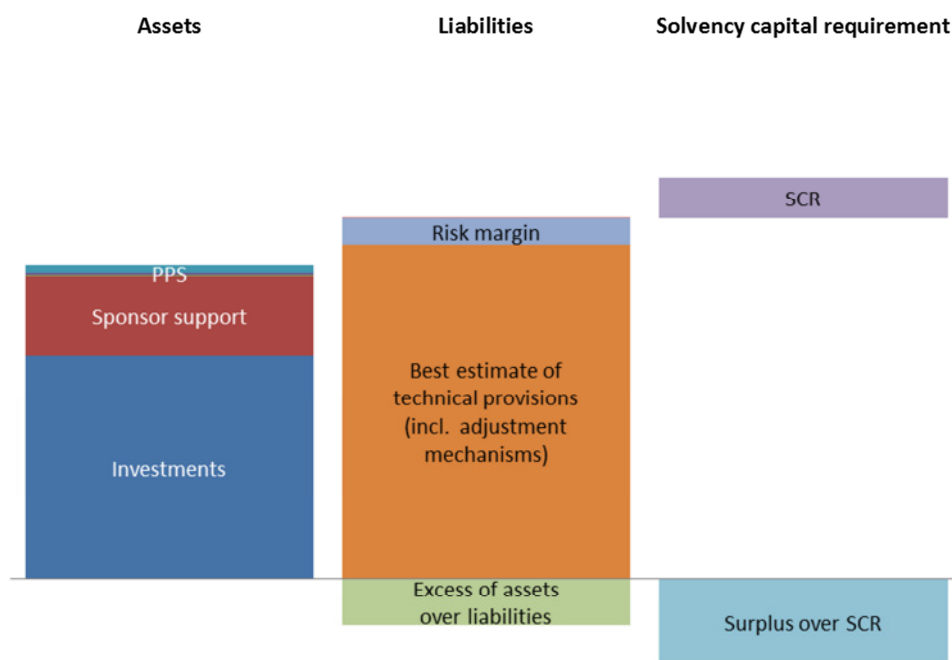 Assets
Liabilities
Solvency capital requirement
SCR
Risk margin
PPS
Sponsor support
Best estimate of
technical provisions
(incl. adjustment
mechanisms)
Investments
Excess of assets
over liabilities
Surplus over SCR